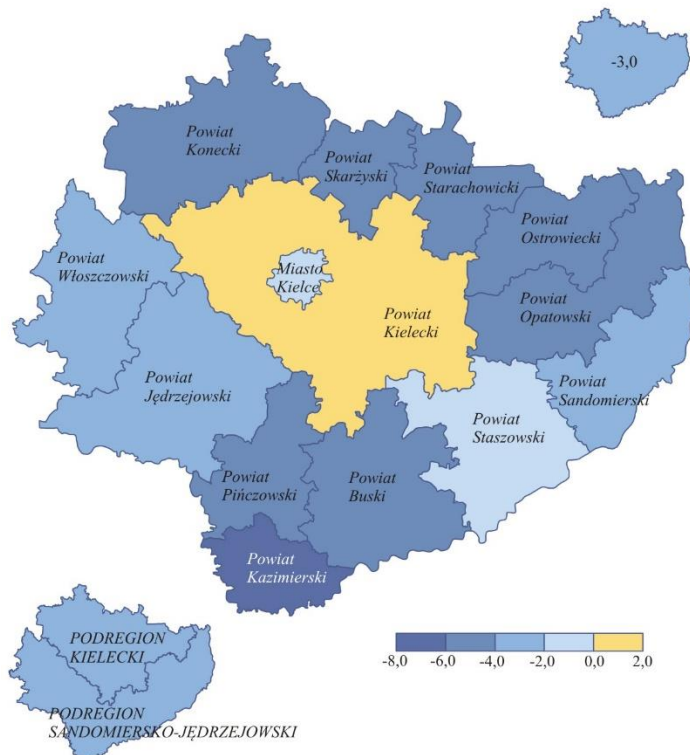 -3,0
Powiat
Konecki
Powiat
Skarżyski
Powiat
Starachowicki
Powiat
Ostrowiecki
Powiat
Włoszczowski
Miasto
Kielce
Powiat
Kielecki
Powiat
Opatowski
Powiat
Jędrzejowski
Powiat
Sandomierski
Powiat
Staszowski
Powiat
Pińczowski
Powiat
Buski
Powiat
Kazimierski
PODREGION
KIELECKI
PODREGION
SANDOMIERSKO-JĘDRZEJOWSKI
-8,0 -6,0 -4,0 -2,0 0,0 2,0